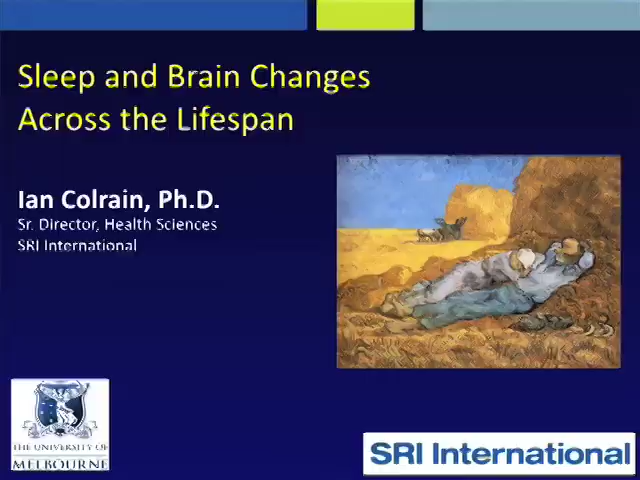 Sleep and Brain Changes
Across the Lifespan
Ian Colrain, Ph.D.
Sr. Director, Health Sciences
SRI International
THE UNIVERSITY OF
MELBOURNE
SRI International